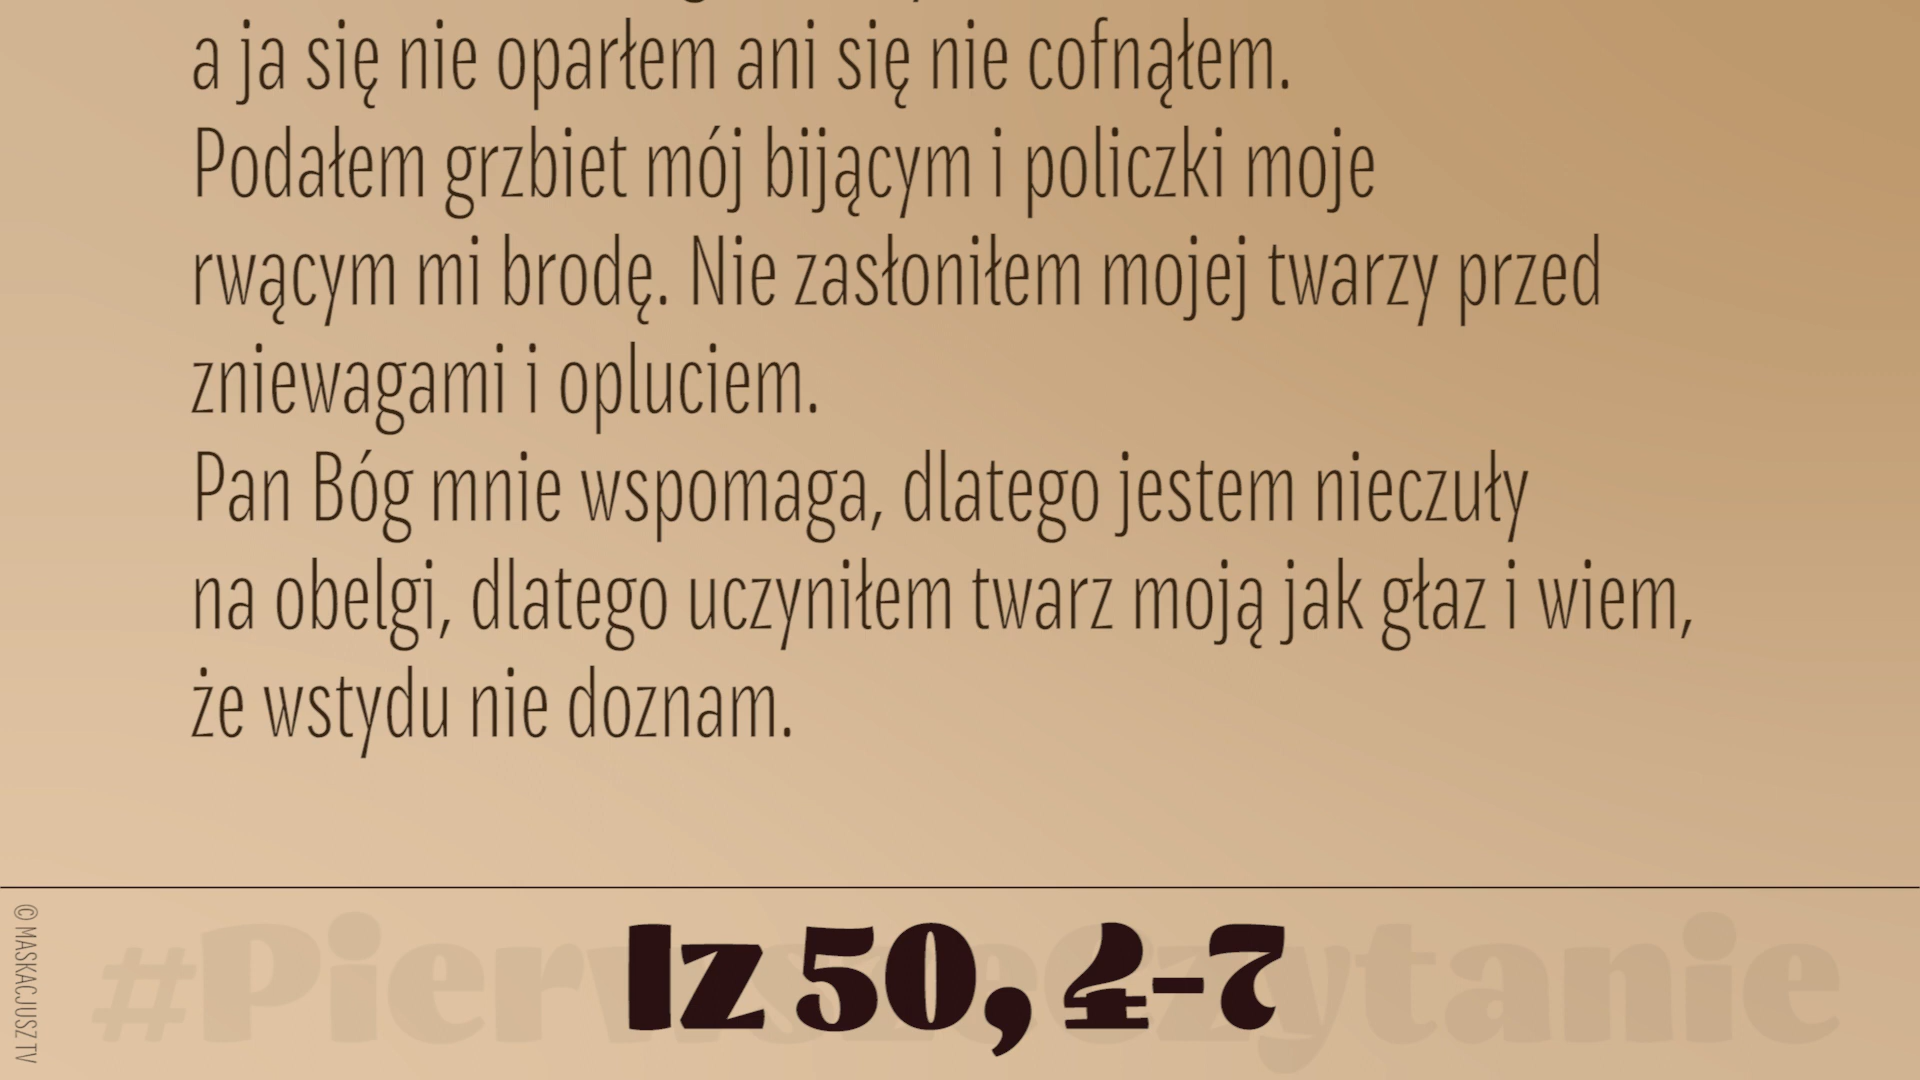 a ja się nie oparłem ani się nie cofnąłem.
Podałem grzbiet mój bijącym i policzki moje
rwącym mi brodę. Nie zasłoniłem mojej twarzy przed
zniewagami i opluciem.
Pan Bóg mnie wspomaga, dlatego jestem nieczuły
na obelgi, dlatego uczyniłem twarz moją jak głaz i wiem,
że wstydu nie doznam.
#PierwszeCzytanie
Iz 50, 4-7
© MASKACJUSZ TV